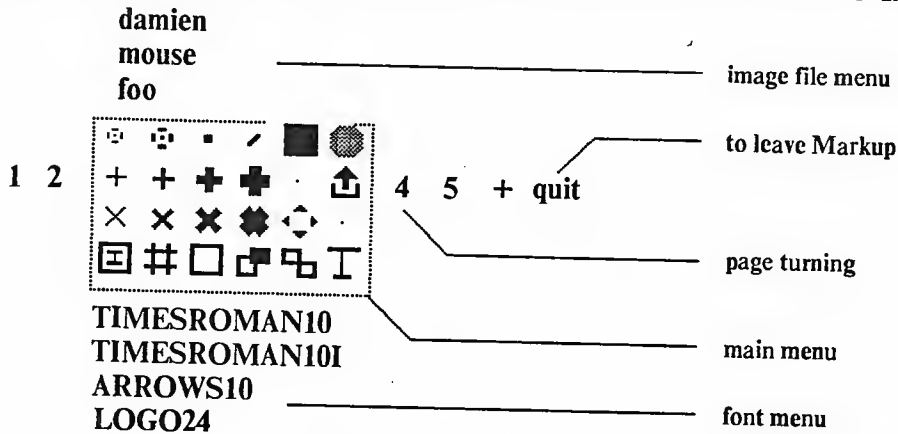 damien
mouse
foo
image file menu
to leave Markup
1 2
4 5 + quit
page turning
TIMESROMAN10
TIMESROMAN10I
ARROWS10
LOGO24
main menu
font menu